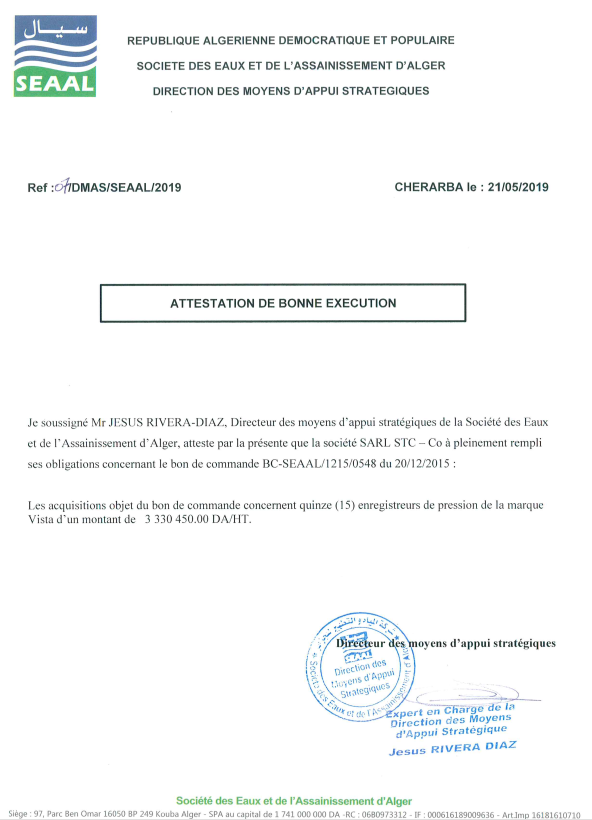 سيال
SEAAL
REPUBLIQUE ALGERIENNE DEMOCRATIQUE ET POPULAIRE
SOCIETE DES EAUX ET DE L'ASSAINISSEMENT D'ALGER
DIRECTION DES MOYENS D'APPUI STRATEGIQUES
Ref :07/DMAS/SEAAL/2019
CHERARBA le : 21/05/2019
ATTESTATION DE BONNE EXECUTION
Je soussigné Mr JESUS RIVERA-DIAZ, Directeur des moyens d'appui stratégiques de la Société des Eaux
et de l'Assainissement d'Alger, atteste par la présente que la société SARL STC – Co à pleinement rempli
ses obligations concernant le bon de commande BC-SEAAL/1215/0548 du 20/12/2015 :
Les acquisitions objet du bon de commande concernent quinze (15) enregistreurs de pression de la marque
Vista d'un montant de 3 330 450.00 DA/HT.
Directeur des moyens d'appui stratégiques
Direction des
Moyens d'Appui
Stratégiques
Société des Eaux et de l'Assainissement
Expert en Charge de la
Direction des Moyens
d'Appui Stratégique
Jesus RIVERA DIAZ
Société des Eaux et de l'Assainissement d'Alger
Siège : 97, Parc Ben Omar 16050 BP 249 Kouba Alger - SPA au capital de 1 741 000 000 DA -RC : 06B0973312 - IF : 000616189009636 - Art.Imp 16181610710